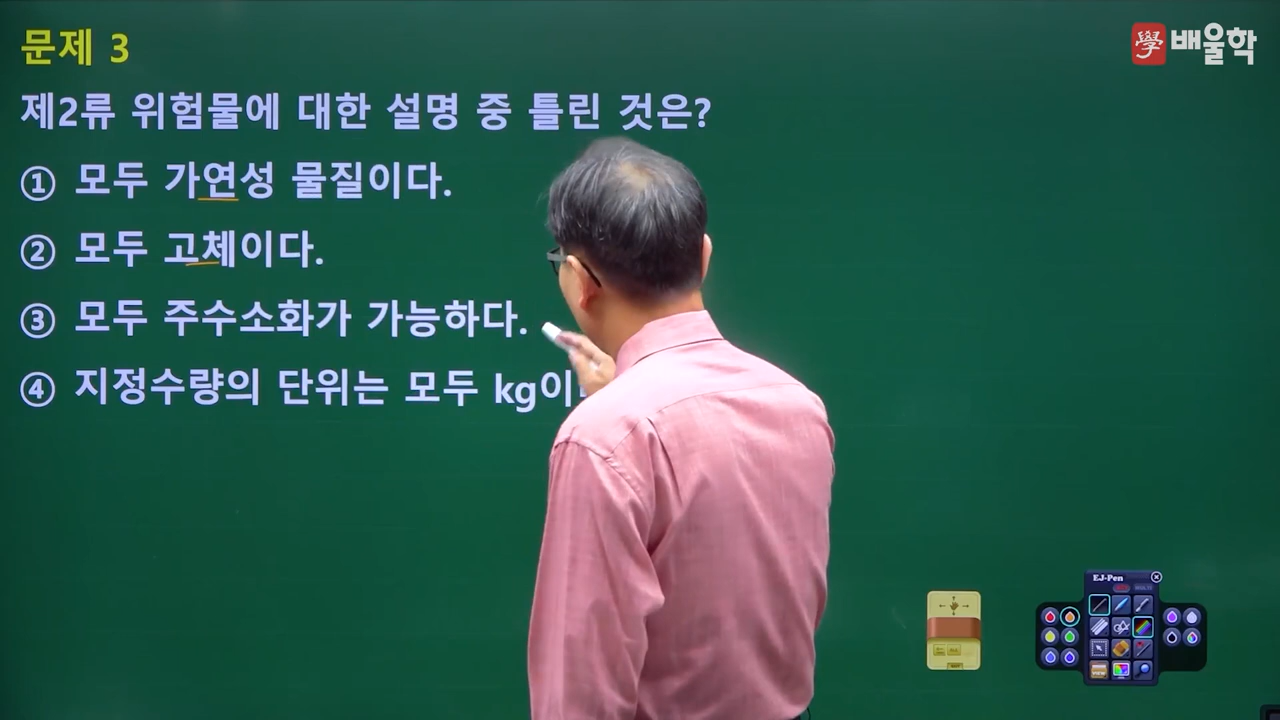 문제 3
學 배울학
제2류 위험물에 대한 설명 중 틀린 것은?
① 모두 가연성 물질이다.
② 모두 고체이다.
③ 모두 주수소화가 가능하다.
④ 지정수량의 단위는 모두 kg이
EJ-Pen
VIEW